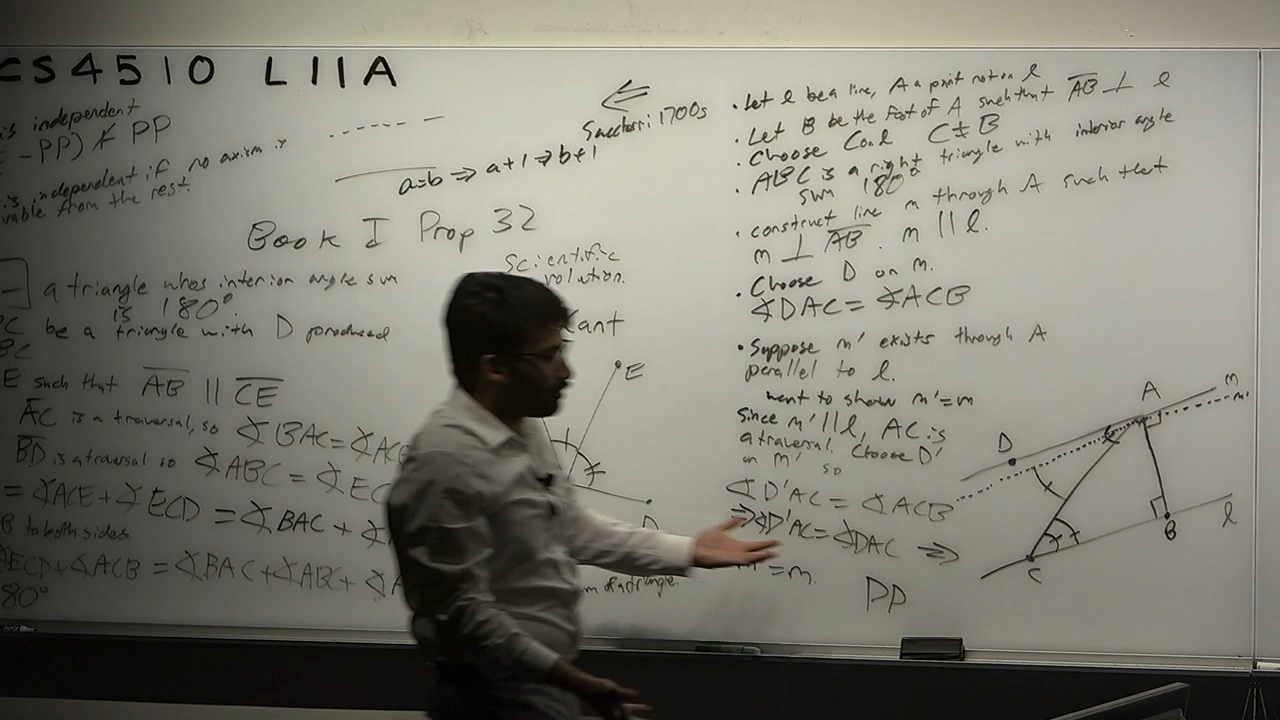 CS4510 L11A
is independent
-PP) ⊬ PP
is independent if no axiom is
vable from the rest.
Saccheri 1700s
a=b ⇒ a+1 ⇒ b+1
Book I Prop 32
Scientific
volution.
Kant
a triangle whos interior angle sum
is 180°
be a triangle with D produced
BC
E such that AB || CE
AC is a traversal, so ∡BAC = ∡AC
BD is a traversal so ∡ABC = ∡EC
= ∡ACE + ∡ECD = ∡BAC + ∡
B to both sides
∡ECD + ∡ACB = ∡BAC + ∡ABC + ∡A
80°
E
D
m of a triangle.
• Let l be a line, A a point not on l
• Let B be the foot of A such that AB ⊥ l
• Choose C on l C ≠ B
• ABC is a right triangle with interior angle
sum 180°
• construct line m through A such that
m ⊥ AB. m || l.
• Choose D on m.
∡DAC = ∡ACB
• Suppose m' exists through A
parallel to l.
want to show m'=m
since m' || l, AC is
a traversal. Choose D'
on m' so
∡D'AC = ∡ACB
⇒ ∡D'AC = ∡DAC ⇒
m' = m.
PP
A
m
m'
D
B
l
C